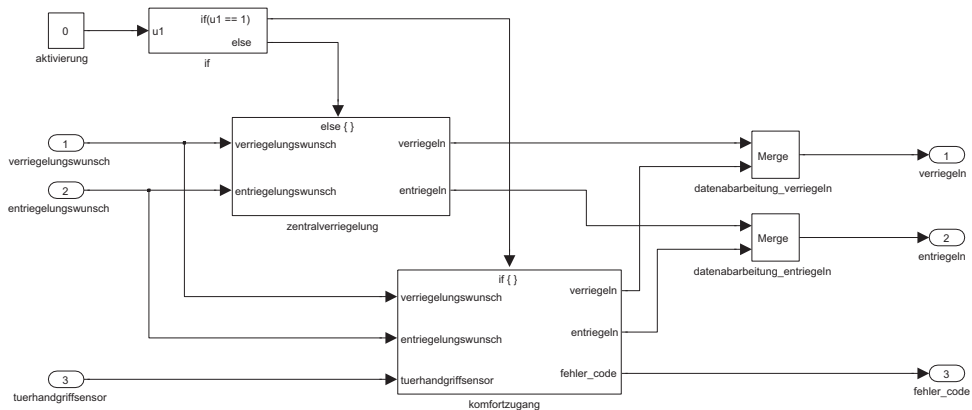 if(u1 == 1)
0
u1
else
aktivierung
if
else { }
1
verriegelungswunsch
verriegeln
verriegelungswunsch
Merge
1
verriegeln
2
entriegelungswunsch
entriegeln
datenabarbeitung_verriegeln
entriegelungswunsch
zentralverriegelung
Merge
2
entriegeln
datenabarbeitung_entriegeln
if { }
verriegelungswunsch
verriegeln
entriegelungswunsch
entriegeln
3
tuerhandgriffsensor
fehler_code
3
tuerhandgriffsensor
fehler_code
komfortzugang